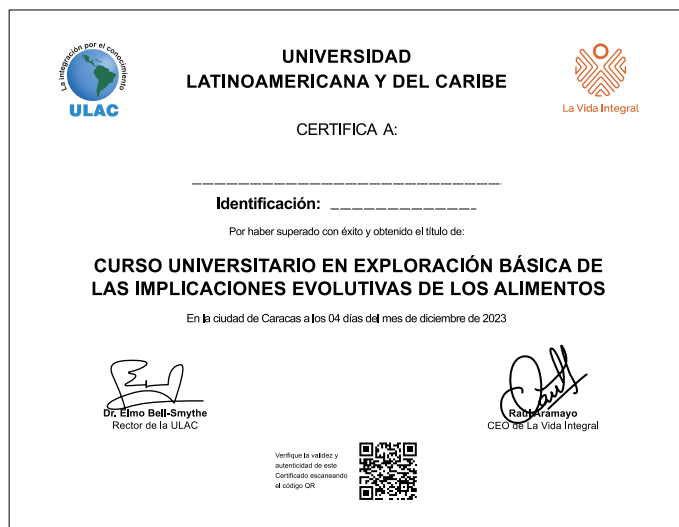 La integración por el conocimiento
ULAC
UNIVERSIDAD
LATINOAMERICANA Y DEL CARIBE
La Vida Integral
CERTIFICA A:
Identificación:
Por haber superado con éxito y obtenido el título de:
CURSO UNIVERSITARIO EN EXPLORACIÓN BÁSICA DE
LAS IMPLICACIONES EVOLUTIVAS DE LOS ALIMENTOS
En la ciudad de Caracas a los 04 días del mes de diciembre de 2023
Dr. Elmo Bell-Smythe
Rector de la ULAC
Raúl Aramayo
CEO de La Vida Integral
Verifique la validez y
autenticidad de este
Certificado escaneando
el código QR